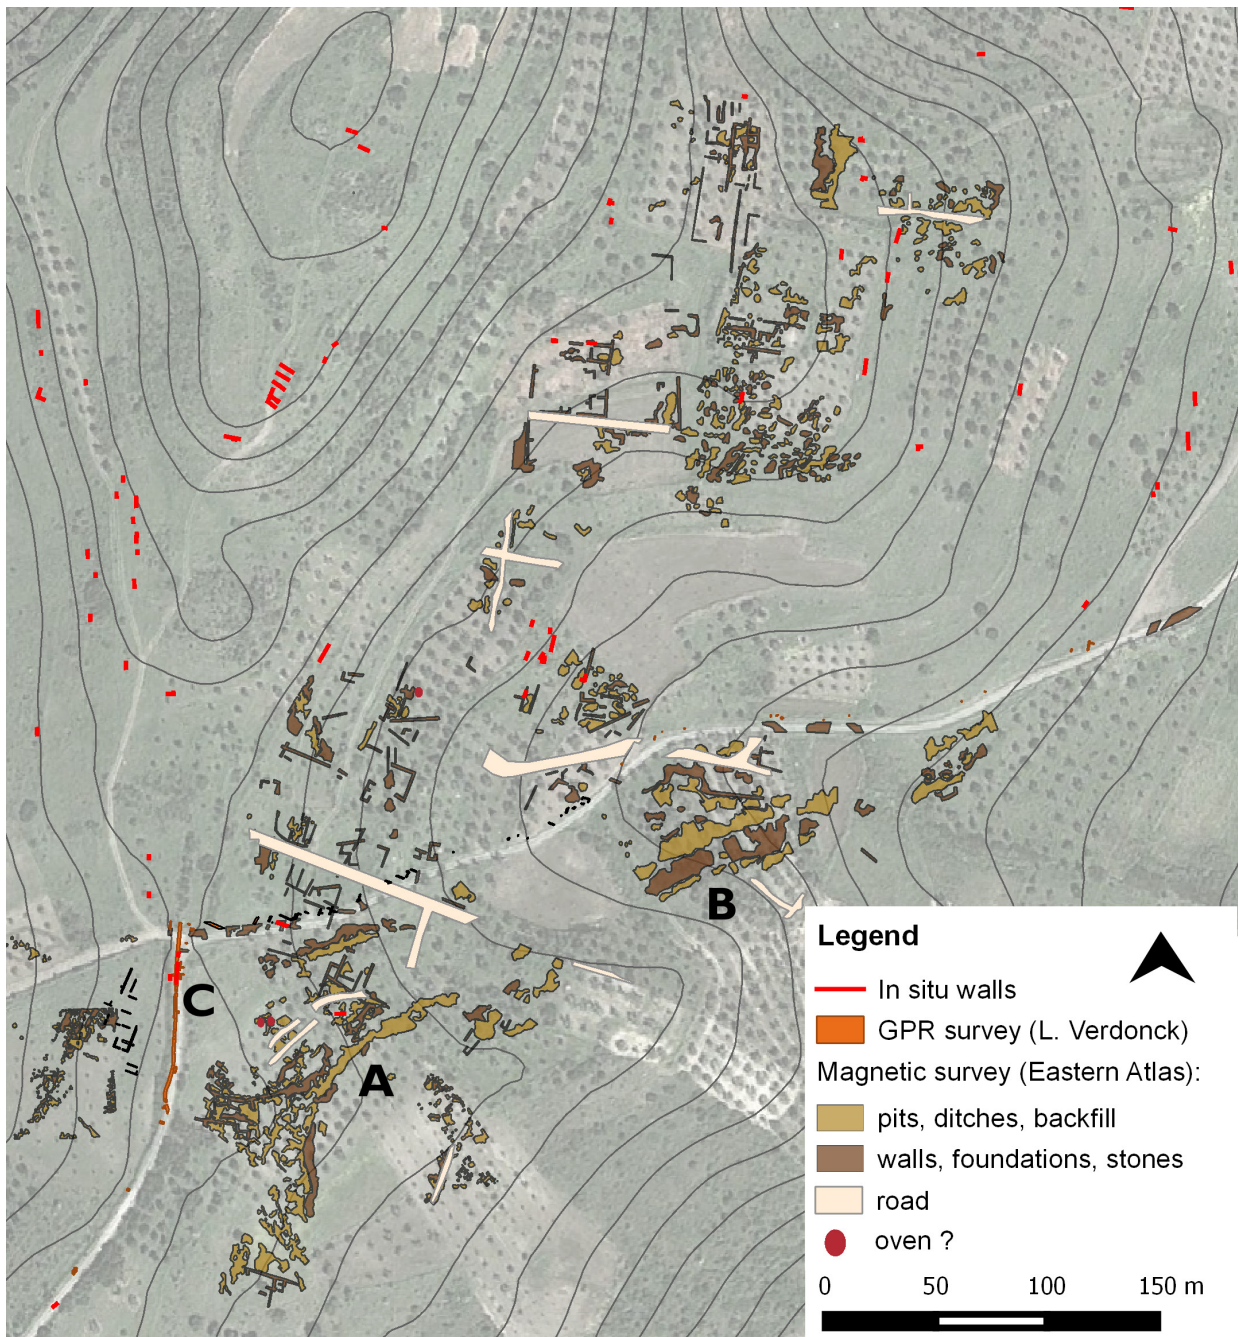 B
C
A
Legend
In situ walls
GPR survey (L. Verdonck)
Magnetic survey (Eastern Atlas):
pits, ditches, backfill
walls, foundations, stones
road
oven ?
0 50 100 150 m